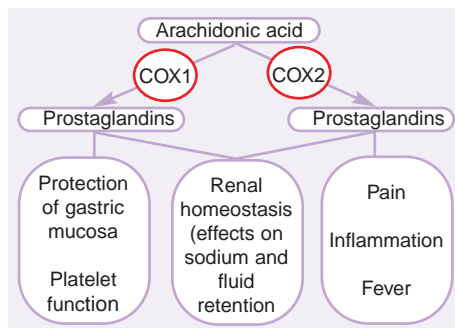 Arachidonic acid
COX1
COX2
Prostaglandins
Prostaglandins
Protection
of gastric
mucosa
Platelet
function
Renal
homeostasis
(effects on
sodium and
fluid
retention
Pain
Inflammation
Fever